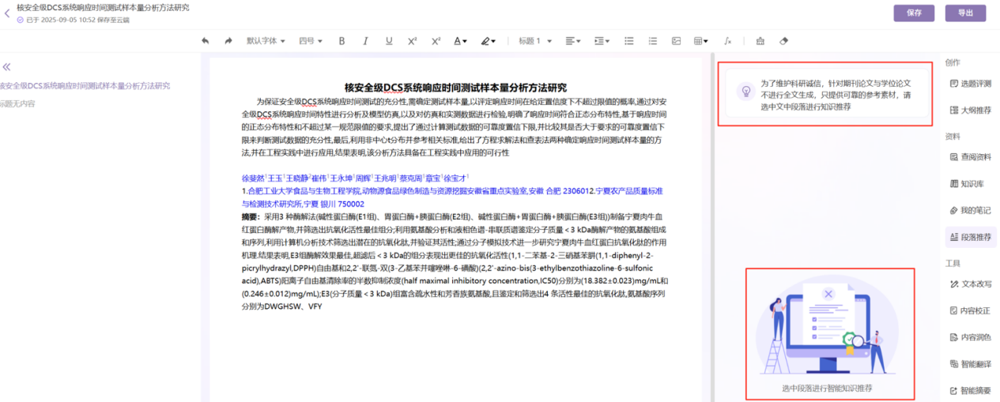 核安全级DCS系统响应时间测试样本量分析方法研究
已于 2025-09-05 10:52 保存至云端
保存
导出
默认字体
四号
B
I
U
X²
X²
A
标题 1
核安全级DCS系统响应时间测试样本量分析方法研究
标题无内容
核安全级DCS系统响应时间测试样本量分析方法研究
为保证安全级DCS系统响应时间测试的充分性,需确定测试样本量,以评定响应时间在给定置信度下不超过限值的概率,通过对安
全级DCS系统响应时间特性进行分析及模型仿真,以及对仿真和实测数据进行检验,明确了响应时间符合正态分布特性,基于响应时间
的正态分布特性和不超过某一规范限值的要求,提出了通过计算测试数据的可靠度置信下限,并比较其是否大于要求的可靠度置信下
限来判断测试数据的充分性,最后,利用非中心t分布并参考相关标准,给出了方程求解法和查表法两种确定响应时间测试样本量的方
法,并在工程实践中进行应用,结果表明,该分析方法具备在工程实践中应用的可行性
徐斐然¹王玉¹王晓静²崔伟¹王永坤¹周辉¹王兆明¹蔡克周¹章宝¹徐宝才¹
1.合肥工业大学食品与生物工程学院,动物源食品绿色制造与资源挖掘安徽省重点实验室,安徽 合肥 2306012.宁夏农产品质量标准
与检测技术研究所,宁夏 银川 750002
摘要：采用3 种酶解法(碱性蛋白酶(E1组)、胃蛋白酶+胰蛋白酶(E2组)、碱性蛋白酶+胃蛋白酶+胰蛋白酶(E3组))制备宁夏肉牛血
红蛋白酶解产物,并筛选出抗氧化活性最佳组分;利用氨基酸分析和液相色谱-串联质谱鉴定分子质量＜3 kDa酶解产物的氨基酸组成
和序列,利用计算机分析技术筛选出潜在的抗氧化肽,并验证其活性;通过分子模拟技术进一步研究宁夏肉牛血红蛋白抗氧化肽的作用
机理.结果表明,E3组酶解效果最佳,超滤后＜3 kDa的组分表现出更佳的抗氧化活性(1,1-二苯基-2-三硝基苯肼(1,1-diphenyl-2-
picrylhydrazyl,DPPH)自由基和2,2'-联氮-双(3-乙基苯并噻唑啉-6-磺酸)(2,2'-azino-bis(3-ethylbenzothiazoline-6-sulfonic
acid),ABTS)阳离子自由基清除率的半数抑制浓度(half maximal inhibitory concentration,IC50)分别为(18.382±0.023)mg/mL和
(0.246±0.012)mg/mL);E3(分子质量＜3 kDa)组富含疏水性和芳香族氨基酸,且鉴定和筛选出4 条活性最佳的抗氧化肽,氨基酸序列
分别为DWGHSW、VFY
为了维护科研诚信，针对期刊论文与学位论文
不进行全文生成，只提供可靠的参考素材，请
选中文中段落进行知识推荐
选中段落进行智能知识推荐
创作
选题评测
大纲推荐
资料
查阅资料
知识库
我的笔记
段落推荐
工具
文本改写
内容校正
内容润色
智能翻译
智能摘要